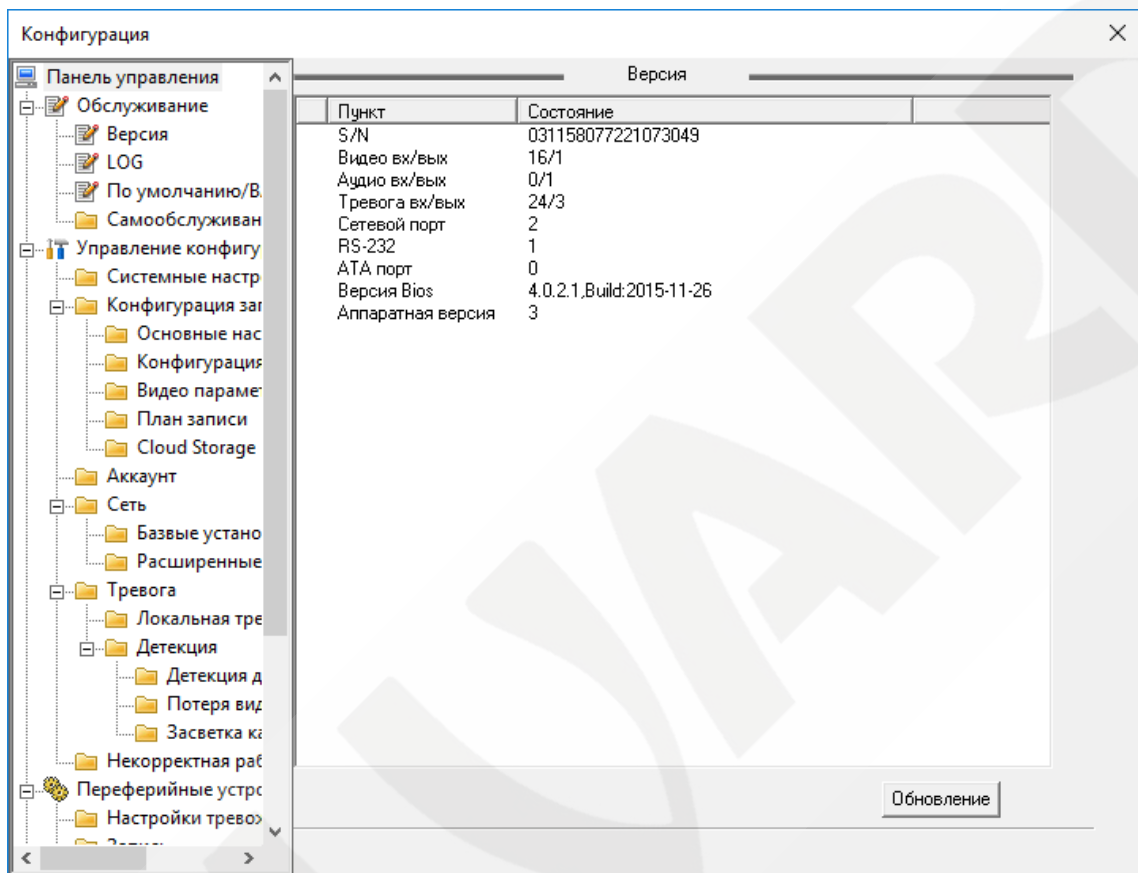 Конфигурация
Панель управления
Обслуживание
Версия
LOG
По умолчанию/В
Самообслуживан
Управление конфигу
Системные настр
Конфигурация заг
Основные нас
Конфигурация
Видео параме
План записи
Cloud Storage
Аккаунт
Сеть
Базвые устано
Расширенные
Тревога
Локальная тре
Детекция
Детекция д
Потеря вид
Засветка ка
Некорректная раб
Переферийные устро
Настройки тревож
Версия
Пункт Состояние
S/N 031158077221073049
Видео вх/вых 16/1
Аудио вх/вых 0/1
Тревога вх/вых 24/3
Сетевой порт 2
RS-232 1
ATA порт 0
Версия Bios 4.0.2.1,Build:2015-11-26
Аппаратная версия 3
Обновление